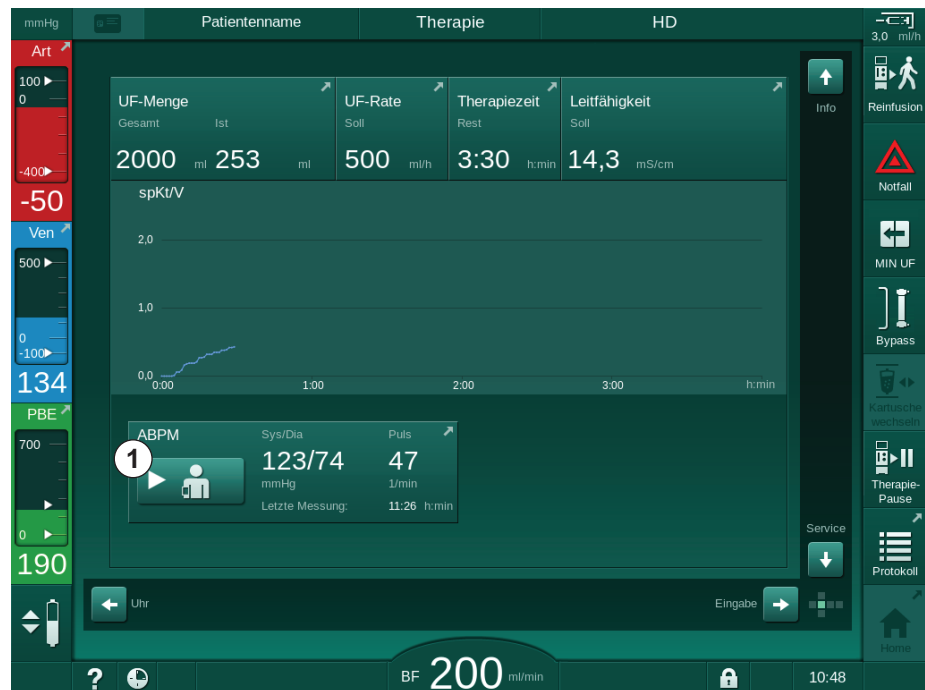 mmHg
Patientenname
Therapie
HD
3,0 ml/h
Art
100
0
-400
-50
Ven
500
0
-100
134
PBE
700
0
190
UF-Menge
Gesamt Ist
2000 ml 253 ml
UF-Rate
Soll
500 ml/h
Therapiezeit
Rest
3:30 h:min
Leitfähigkeit
Soll
14,3 mS/cm
spKt/V
2,0
1,0
0,0
0:00 1:00 2:00 3:00 h:min
ABPM
1
Sys/Dia
123/74
mmHg
Puls
47
1/min
Letzte Messung: 11:26 h:min
Info
Service
Uhr
Eingabe
Reinfusion
Notfall
MIN UF
Bypass
Kartusche
wechseln
Therapie-
Pause
Protokoll
Home
?
BF 200 ml/min
10:48